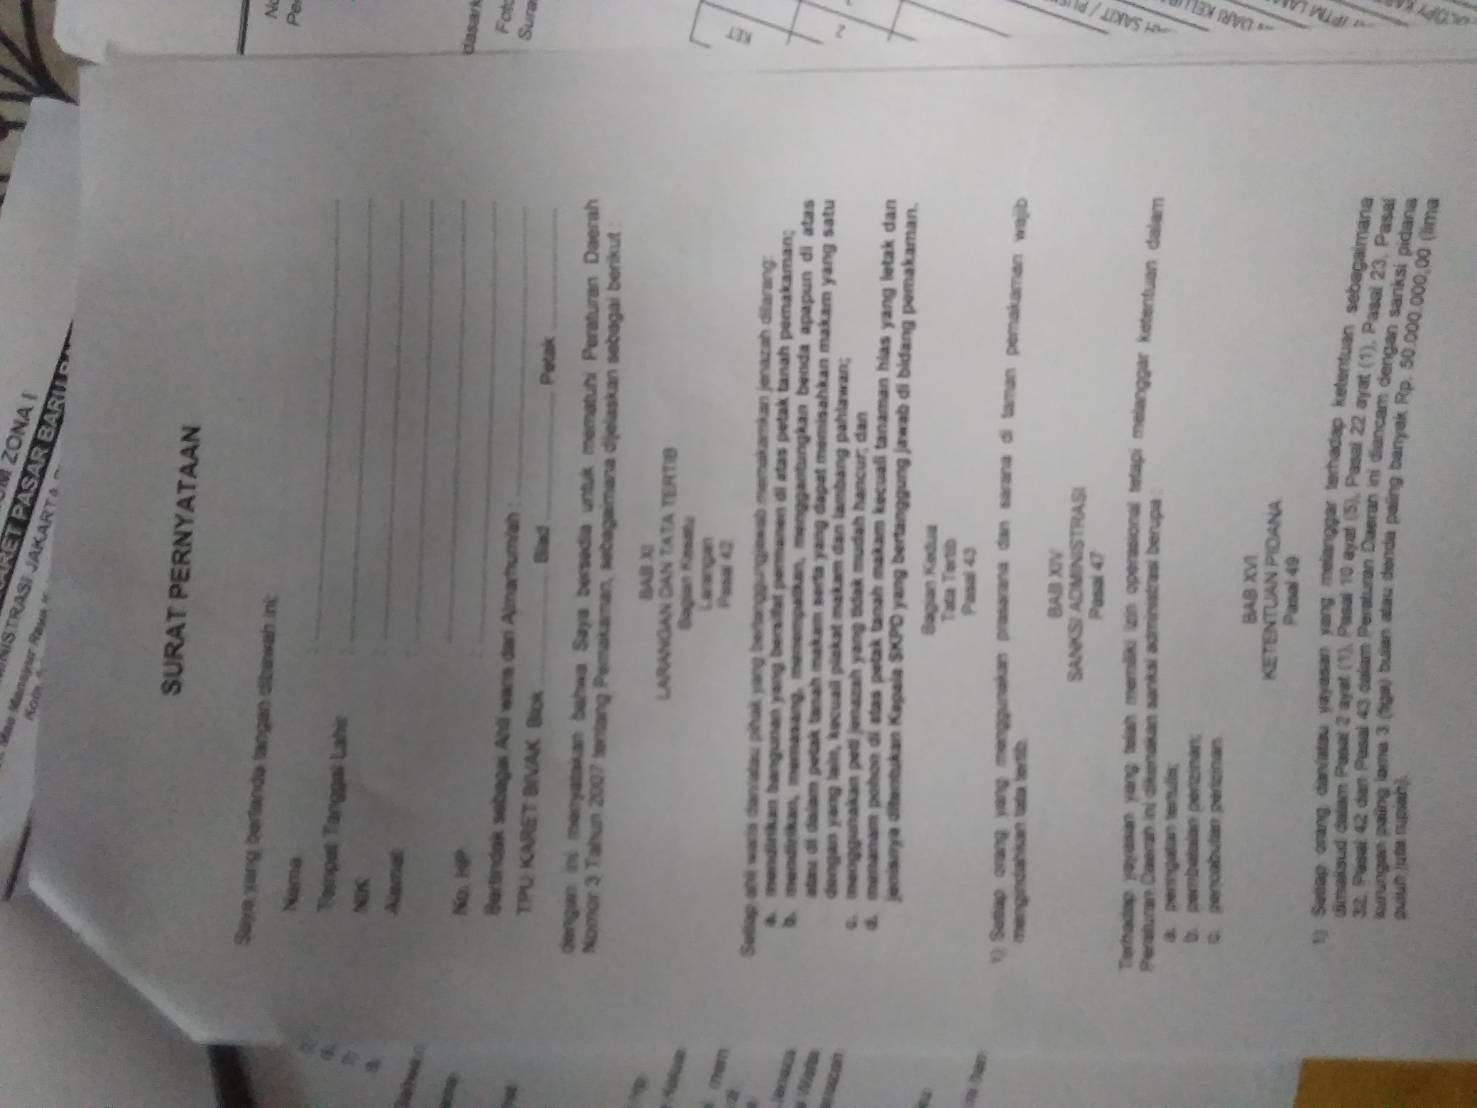 ZONA I
KARET PASAR BARU
ADMINISTRASI JAKARTA
SURAT PERNYATAAN
Saya yang bertanda tangan dibawah ini:
Nama :
Tempat Tanggal Lahir :
NIK :
Alamat :
No. HP :
Bertindak sebagai Ahli waris dari Almarhum/ah :
TPU KARET BIVAK Blok Blad Petak
dengan ini menyatakan bahwa Saya bersedia untuk mematuhi Peraturan Daerah
Nomor 3 Tahun 2007 tentang Pemakaman, sebagaimana dijelaskan sebagai berikut :
BAB XI
LARANGAN DAN TATA TERTIB
Bagian Kesatu
Larangan
Pasal 42
Setiap ahli waris dan/atau pihak yang bertanggungjawab memakamkan jenazah dilarang:
a. mendirikan bangunan yang bersifat permanen di atas petak tanah pemakaman;
b. mendirikan, memasang, menempatkan, menggantungkan benda apapun di atas
atau di dalam petak tanah makam serta yang dapat memisahkan makam yang satu
dengan yang lain, kecuali plakat makam dan lambang pahlawan;
c. menggunakan peti jenazah yang tidak mudah hancur; dan
d. menanam pohon di atas petak tanah makam kecuali tanaman hias yang letak dan
jenisnya ditentukan Kepala SKPD yang bertanggung jawab di bidang pemakaman.
Bagian Kedua
Tata Tertib
Pasal 43
1) Setiap orang yang menggunakan prasarana dan sarana di taman pemakaman wajib
mengindahkan tata tertib.
BAB XIV
SANKSI ADMINISTRASI
Pasal 47
Terhadap yayasan yang telah memiliki izin operasional tetapi melanggar ketentuan dalam
Peraturan Daerah ini dikenakan sanksi administrasi berupa :
a. peringatan tertulis;
b. pembatalan perizinan;
c. pencabutan perizinan.
BAB XVI
KETENTUAN PIDANA
Pasal 49
1) Setiap orang dan/atau yayasan yang melanggar terhadap ketentuan sebagaimana
dimaksud dalam Pasal 2 ayat (1), Pasal 10 ayat (5), Pasal 22 ayat (1), Pasal 23, Pasal
32, Pasal 42 dan Pasal 43 dalam Peraturan Daerah ini diancam dengan sanksi pidana
kurungan paling lama 3 (tiga) bulan atau denda paling banyak Rp. 50.000.000,00 (lima
puluh juta rupiah).
KET
2
DARI KELU